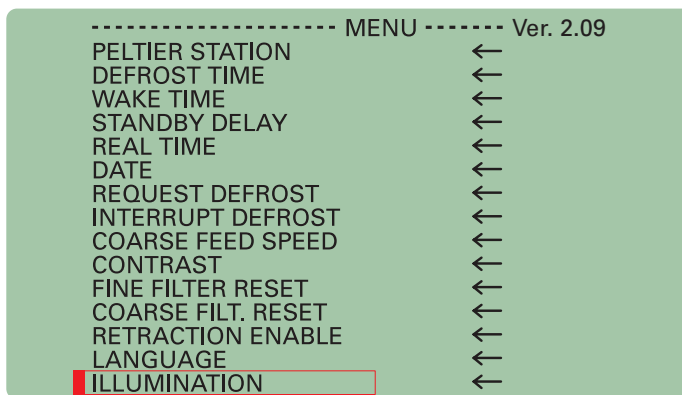 -------------------- MENU ------- Ver. 2.09
PELTIER STATION ←
DEFROST TIME ←
WAKE TIME ←
STANDBY DELAY ←
REAL TIME ←
DATE ←
REQUEST DEFROST ←
INTERRUPT DEFROST ←
COARSE FEED SPEED ←
CONTRAST ←
FINE FILTER RESET ←
COARSE FILT. RESET ←
RETRACTION ENABLE ←
LANGUAGE ←
ILLUMINATION ←